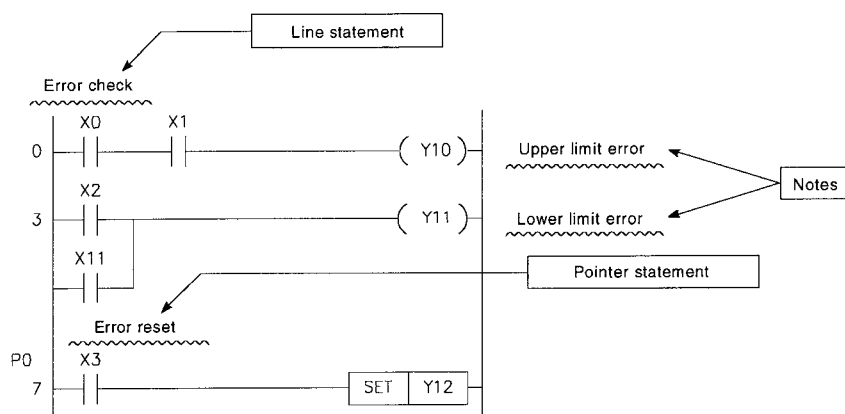 Line statement
Error check
X0 X1
0 Y10 Upper limit error
Notes
X2
3 Y11 Lower limit error
X11
Pointer statement
Error reset
P0 X3
7 SET Y12